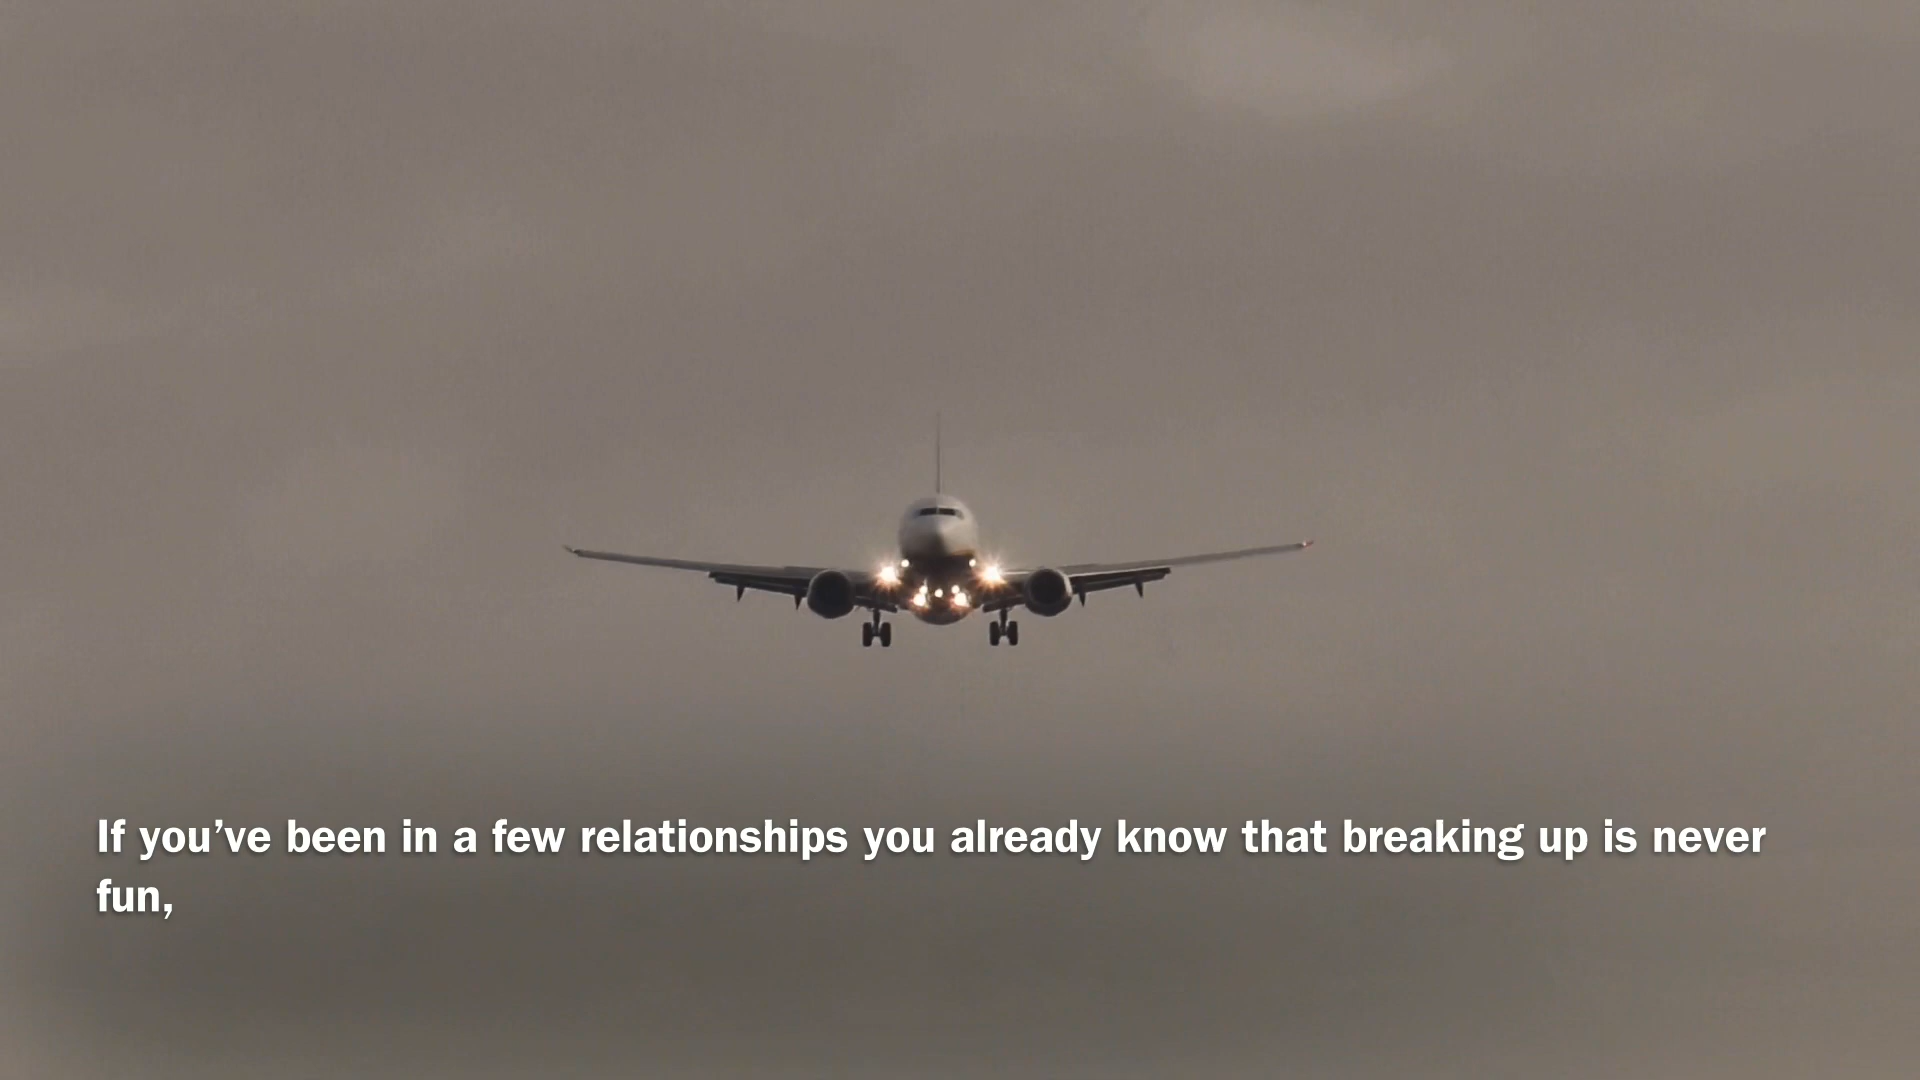 If you’ve been in a few relationships you already know that breaking up is never
fun,